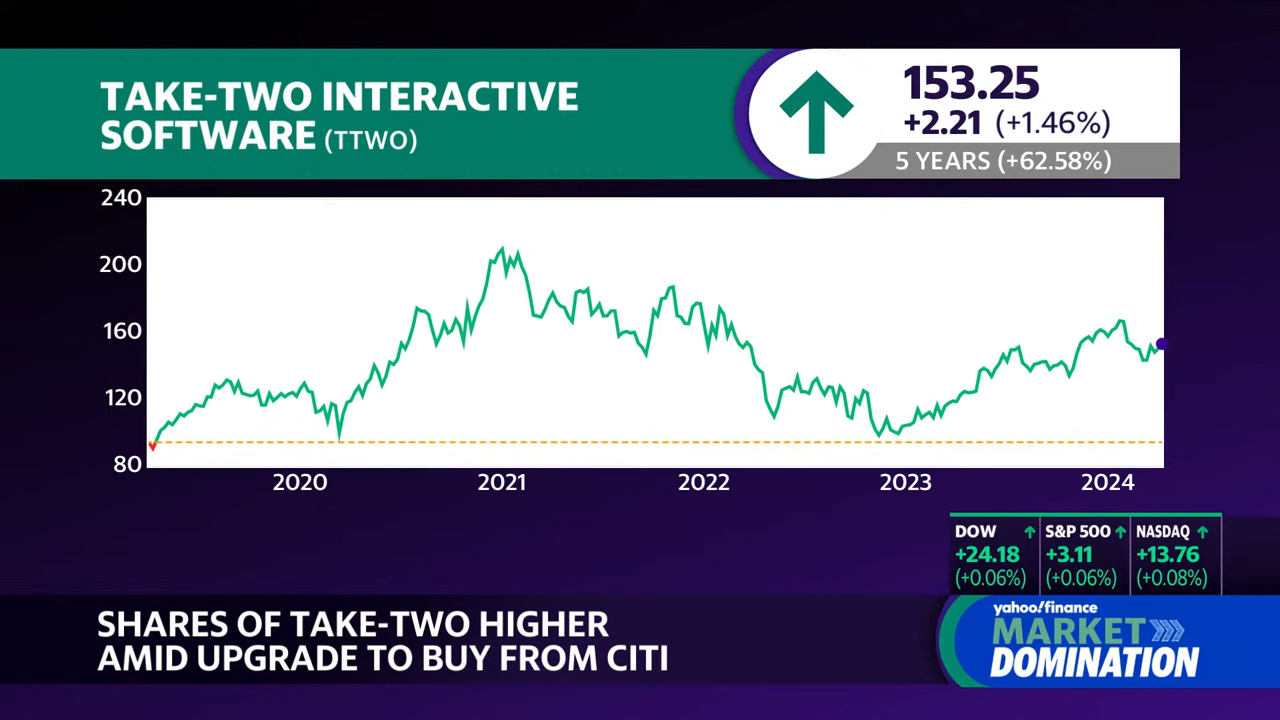 TAKE-TWO INTERACTIVE
SOFTWARE (TTWO)
153.25
+2.21 (+1.46%)
5 YEARS (+62.58%)
240
200
160
120
80
2020 2021 2022 2023 2024
DOW S&P 500 NASDAQ
+24.18 +3.11 +13.76
(+0.06%) (+0.06%) (+0.08%)
SHARES OF TAKE-TWO HIGHER
AMID UPGRADE TO BUY FROM CITI
yahoo!finance
MARKET
DOMINATION